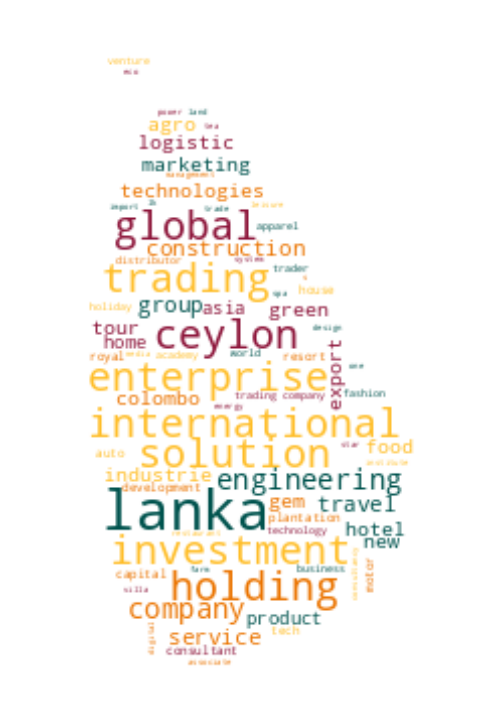 venture
eco
power land
agro tea
logistic
marketing
management
technologies
import lk trade leisure
global apparel
construction
distributor system
trading trader
spa house
holiday group asia green
tour ceylon design
home
royal media academy world resort one
enterprise export
colombo trading company fashion
energy
international
star food
auto solution institute
industrie engineering
development
lanka gem travel
plantation
restaurant technology hotel
new
investment consultancy
capital farm business motor
villa holding
company product
digital service tech
consultant
associate